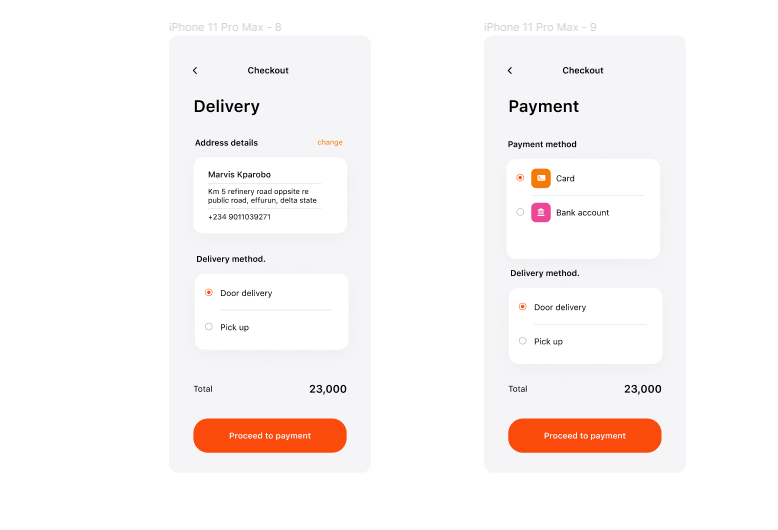 iPhone 11 Pro Max - 8
Checkout
Delivery
Address details change
Marvis Kparobo
Km 5 refinery road oppsite re
public road, effurun, delta state
+234 9011039271
Delivery method.
Door delivery
Pick up
Total 23,000
Proceed to payment
iPhone 11 Pro Max - 9
Checkout
Payment
Payment method
Card
Bank account
Delivery method.
Door delivery
Pick up
Total 23,000
Proceed to payment